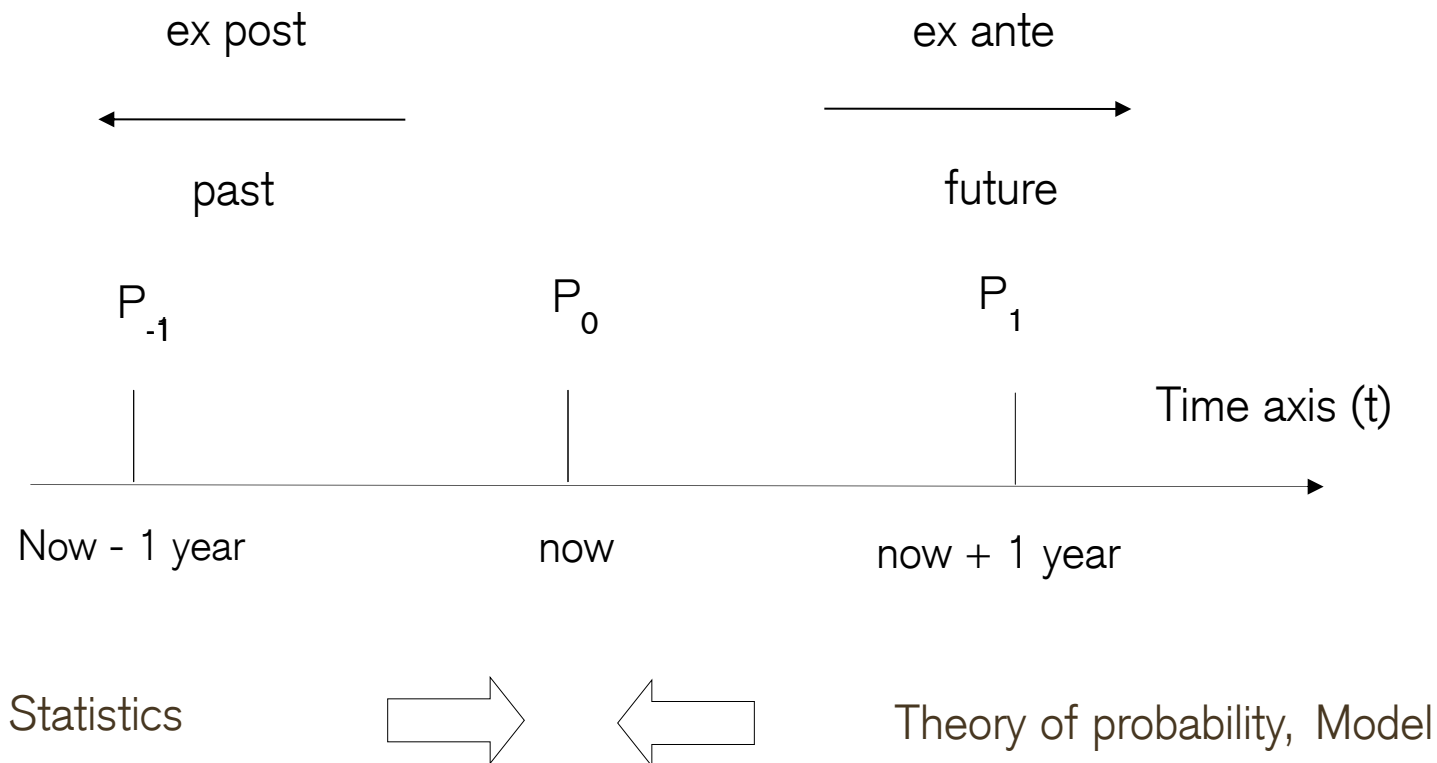 ex post
ex ante
past
future
P-1
P0
P1
Time axis (t)
Now - 1 year
now
now + 1 year
Statistics
Theory of probability, Model